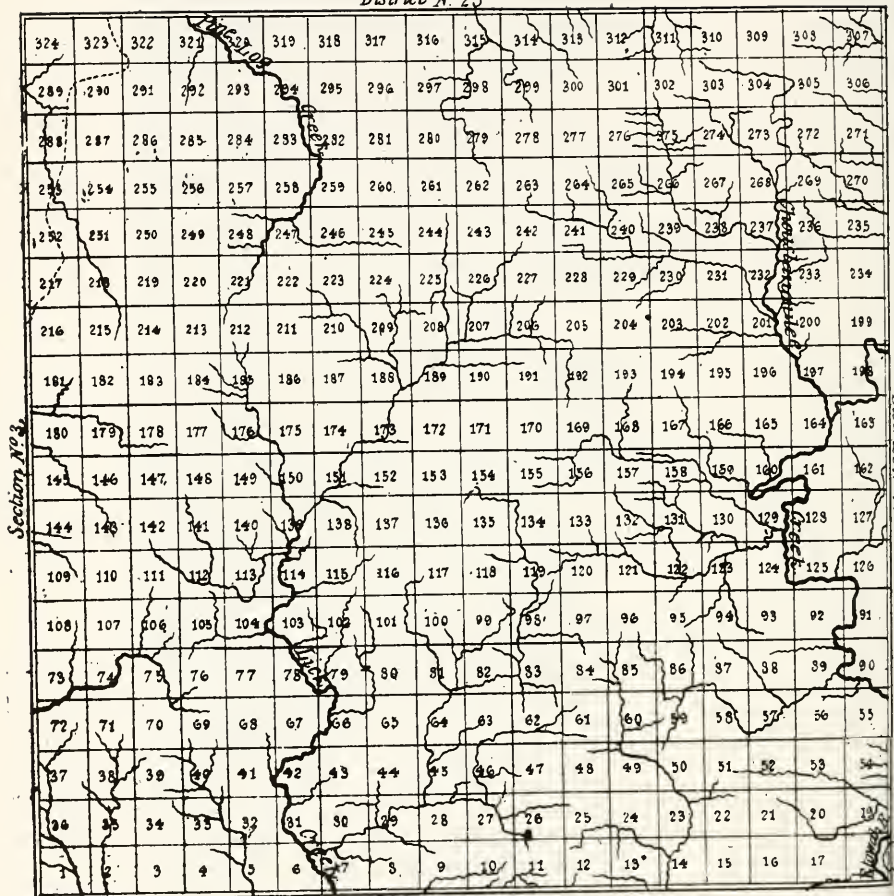 District N. 23
Pine Log
324 323 322 321 319 318 317 316 315 314 313 312 311 310 309 308 307
289 290 291 292 293 294 295 296 297 298 299 300 301 302 303 304 305 306
Creek
288 287 286 285 284 283 282 281 280 279 278 277 276 275 274 273 272 271
253 254 255 256 257 258 259 260 261 262 263 264 265 266 267 268 269 270
252 251 250 249 248 247 246 245 244 243 242 241 240 239 238 237 236 235
217 218 219 220 221 222 223 224 225 226 227 228 229 230 231 232 233 234
216 215 214 213 212 211 210 209 208 207 206 205 204 203 202 201 200 199
181 182 183 184 185 186 187 188 189 190 191 192 193 194 195 196 197 198
180 179 178 177 176 175 174 173 172 171 170 169 168 167 166 165 164 163
Section No 3.
145 146 147 148 149 150 151 152 153 154 155 156 157 158 159 160 161 162
144 143 142 141 140 139 138 137 136 135 134 133 132 131 130 129 128 127
Creek
109 110 111 112 113 114 115 116 117 118 119 120 121 122 123 124 125 126
108 107 106 105 104 103 102 101 100 99 98 97 96 95 94 93 92 91
73 74 75 76 77 78 79 80 81 82 83 84 85 86 87 88 89 90
72 71 70 69 68 67 66 65 64 63 62 61 60 59 58 57 56 55
37 38 39 40 41 42 43 44 45 46 47 48 49 50 51 52 53 54
36 35 34 33 32 31 30 29 28 27 26 25 24 23 22 21 20 19
Creek
1 2 3 4 5 6 7 8 9 10 11 12 13 14 15 16 17